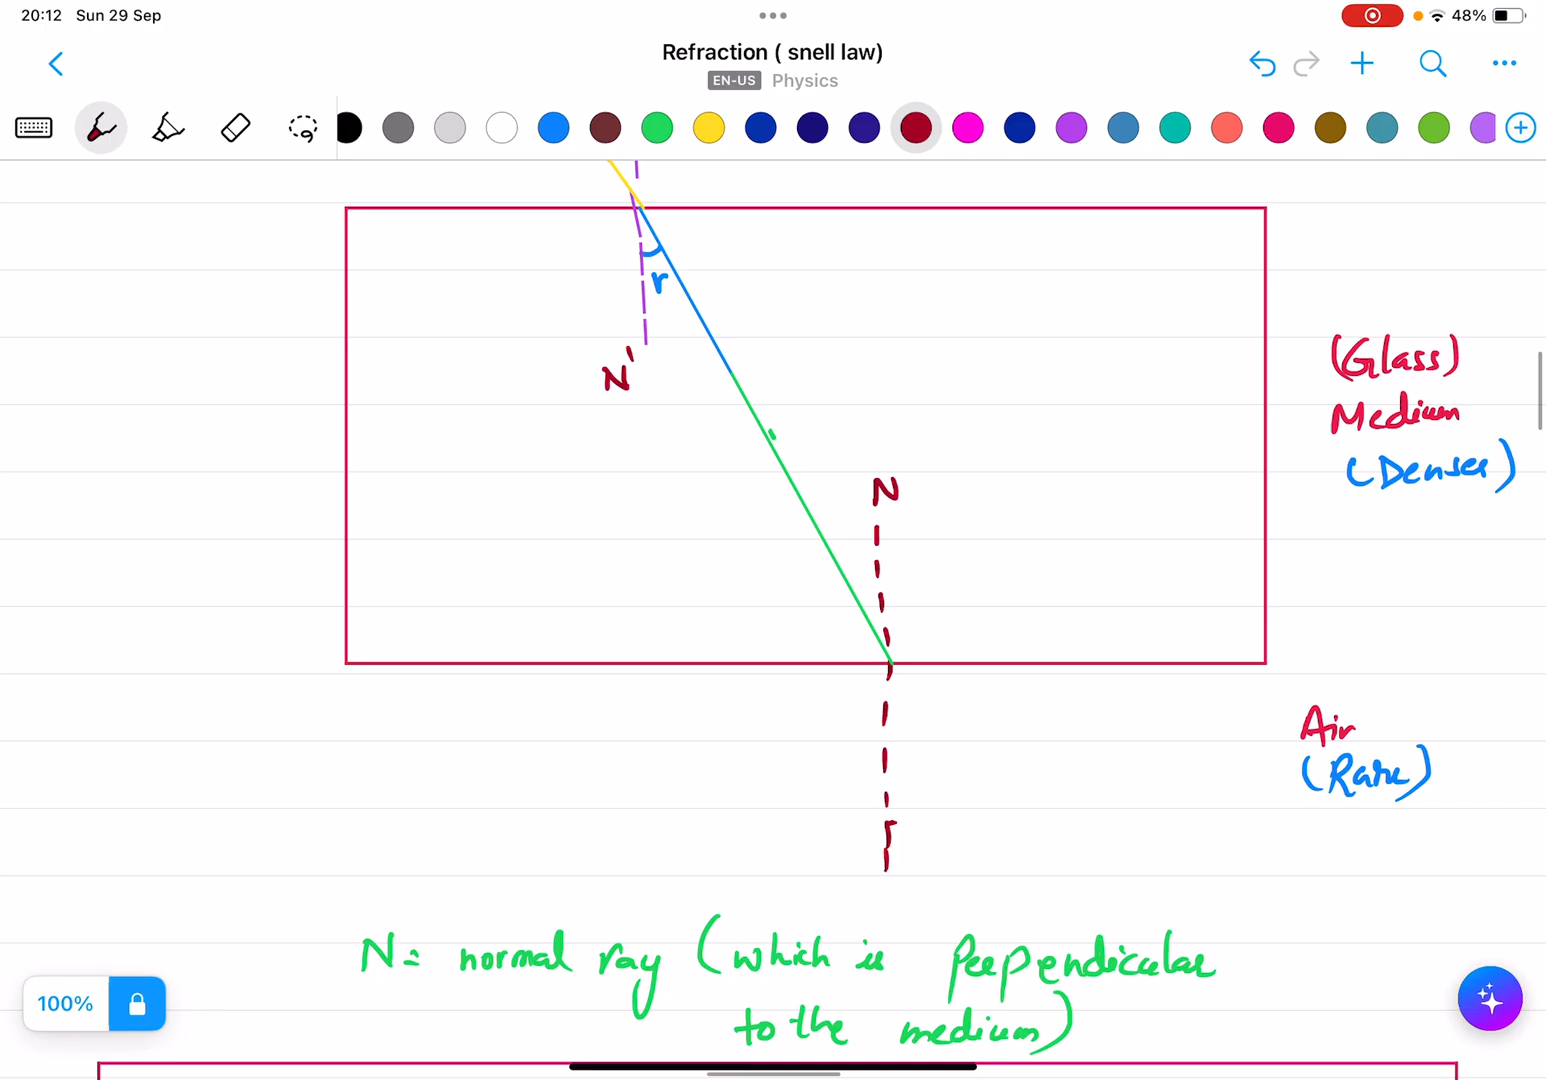 20:12 Sun 29 Sep
48%
Refraction ( snell law)
EN-US Physics
r
N'
N
(Glass)
Medium
(Denser)
Air
(Rare)
N= normal ray (which is perpendicular
to the medium)
100%